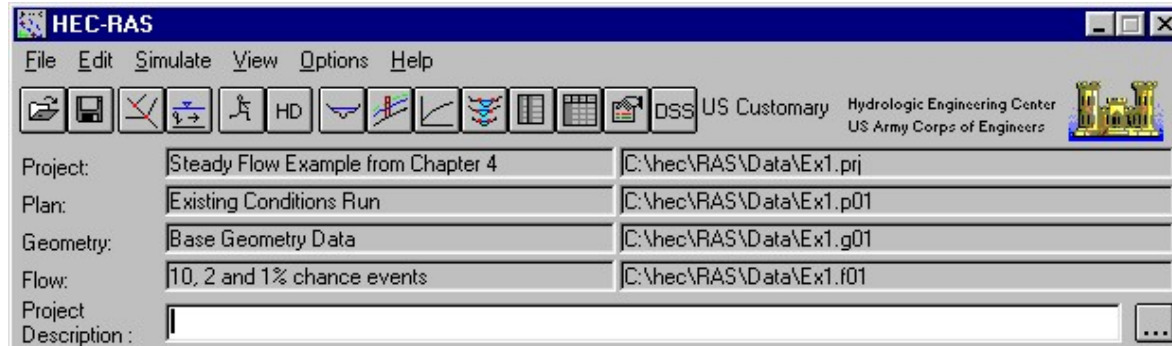 HEC-RAS
File Edit Simulate View Options Help
HD DSS US Customary Hydrologic Engineering Center
US Army Corps of Engineers
Project: Steady Flow Example from Chapter 4 C:\hec\RAS\Data\Ex1.prj
Plan: Existing Conditions Run C:\hec\RAS\Data\Ex1.p01
Geometry: Base Geometry Data C:\hec\RAS\Data\Ex1.g01
Flow: 10, 2 and 1% chance events C:\hec\RAS\Data\Ex1.f01
Project
Description : ...